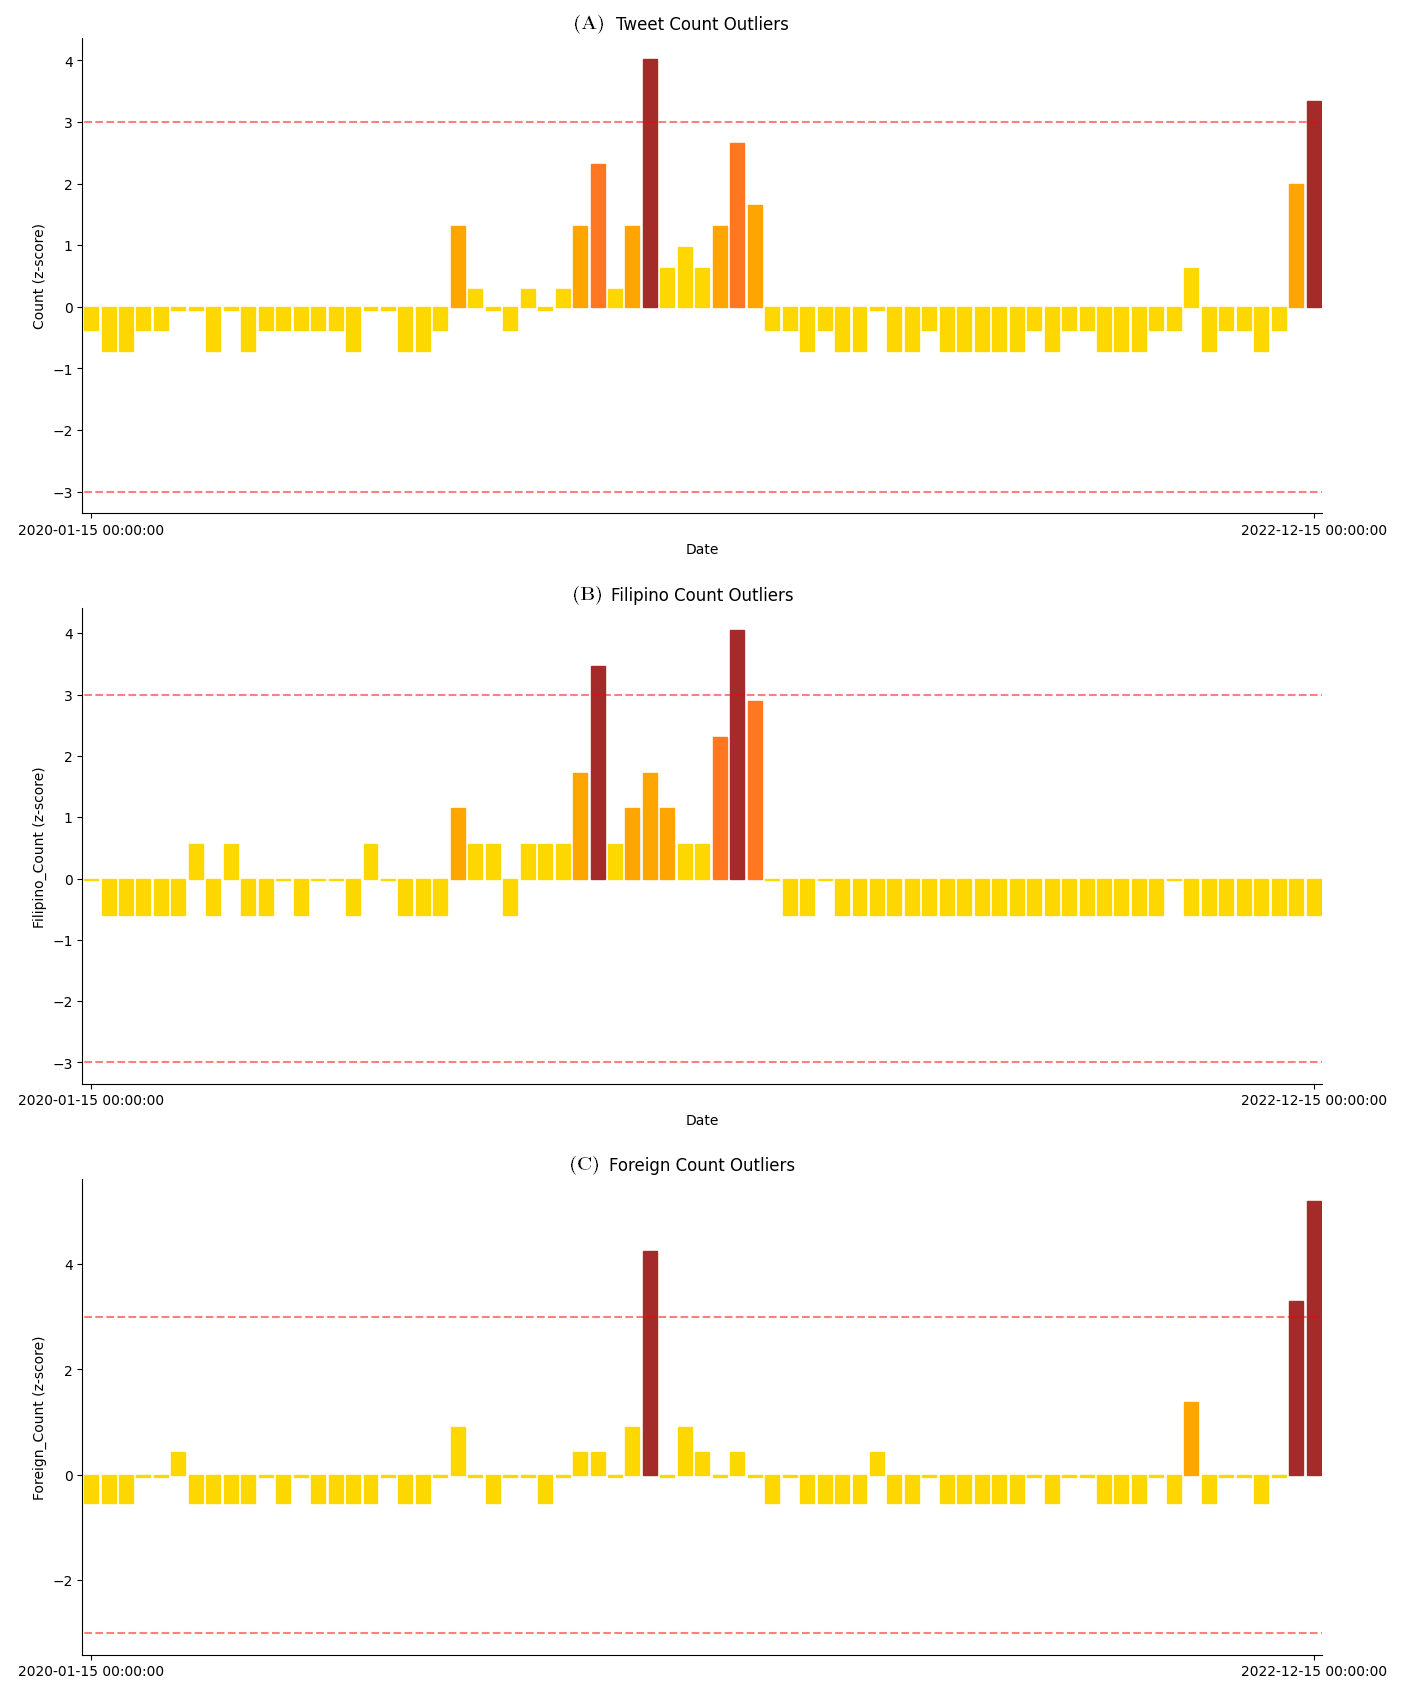 (A) Tweet Count Outliers
4
3
2
1
0
−1
−2
−3
Count (z-score)
2020-01-15 00:00:00 2022-12-15 00:00:00
Date
(B) Filipino Count Outliers
4
3
2
1
0
−1
−2
−3
Filipino_Count (z-score)
2020-01-15 00:00:00 2022-12-15 00:00:00
Date
(C) Foreign Count Outliers
4
2
0
−2
Foreign_Count (z-score)
2020-01-15 00:00:00 2022-12-15 00:00:00